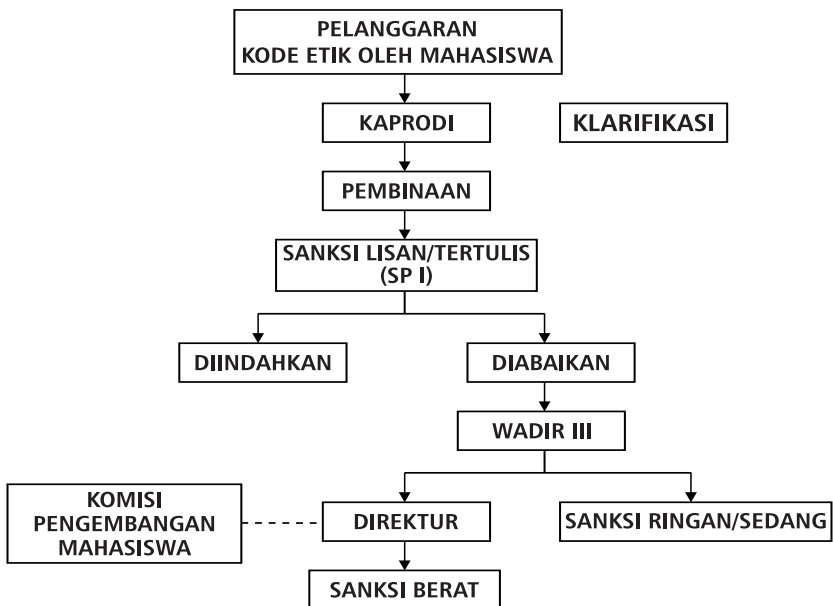 PELANGGARAN
KODE ETIK OLEH MAHASISWA
KAPRODI
KLARIFIKASI
PEMBINAAN
SANKSI LISAN/TERTULIS
(SP I)
DIINDAHKAN
DIABAIKAN
WADIR III
KOMISI
PENGEMBANGAN
MAHASISWA
DIREKTUR
SANKSI RINGAN/SEDANG
SANKSI BERAT